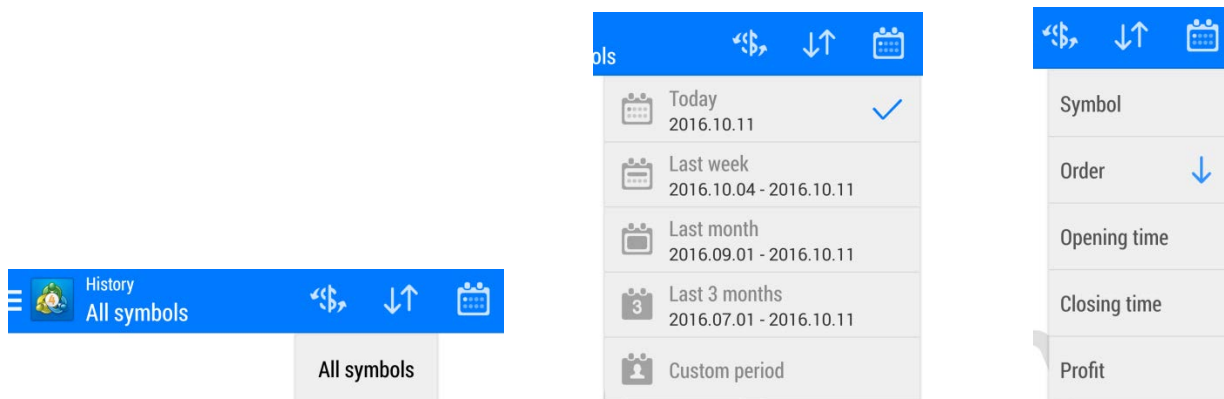 History
All symbols
All symbols
ols
Today
2016.10.11
Last week
2016.10.04 - 2016.10.11
Last month
2016.09.01 - 2016.10.11
3
Last 3 months
2016.07.01 - 2016.10.11
Custom period
Symbol
Order
Opening time
Closing time
Profit